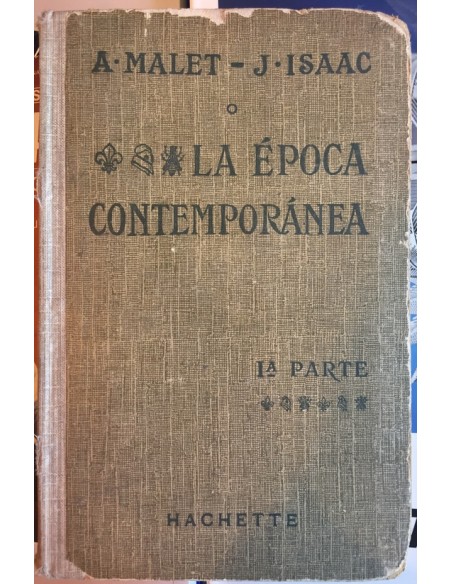 A·MALET - J·ISAAC
LA ÉPOCA
CONTEMPORÁNEA
1ª PARTE
HACHETTE